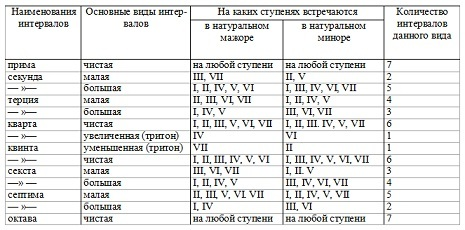 Наименования интервалов | Основные виды интер-валов | На каких ступенях встречаются | Количество интервалов данного вида
в натуральном мажоре | в натуральном миноре
прима | чистая | на любой ступени | на любой ступени | 7
секунда | малая | III, VII | II, V | 2
— »— | большая | I, II, IV, V, VI | I, III, IV, VI, VII | 5
терция | малая | II, III, VI, VII | I, II, IV, V | 4
— »— | большая | I, IV, V | III, VI, VII | 3
кварта | чистая | I, II, III, V, VI, VII | I, II, III. IV, V, VII | 6
— »— | увеличенная (тритон) | IV | VI | 1
квинта | уменьшенная (тритон) | VII | II | 1
— »— | чистая | I, II, III, IV, V, VI | I, III, IV, V, VI, VII | 6
секста | малая | III, VI, VII | I, II. V | 3
—»— | большая | I, II, IV, V | III, IV, VI, VII | 4
септима | малая | II, III, V, VI. VII | I, II, IV, V, VII | 5
— »— | большая | I, IV | III, VI | 2
октава | чистая | на любой ступени | на любой ступени | 7